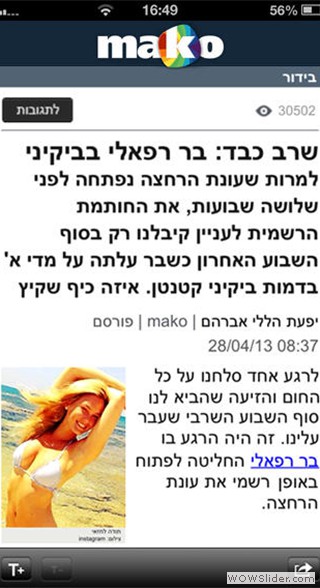 16:49 56%
mako
בידור
לתגובות 30502
שרב כבד: בר רפאלי בביקיני
למרות שעונת הרחצה נפתחה לפני
שלושה שבועות, את החותמת
הרשמית לעניין קיבלנו רק בסוף
השבוע האחרון כשבר עלתה על מדי א'
בדמות ביקיני קטנטן. איזה כיף שקיץ
יפעת הללי אברהם | mako | פורסם
28/04/13 08:37
לרגע אחד סלחנו על כל
החום והזיעה שהביא לנו
סוף השבוע השרבי שעבר
עלינו. זה היה הרגע בו
בר רפאלי החליטה לפתוח
באופן רשמי את עונת
הרחצה.
צילום: instagram
T+ T-
WOWSlider.com